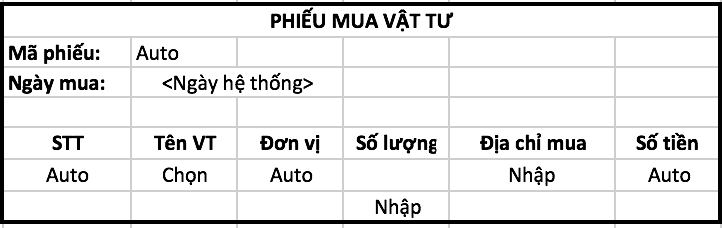 PHIẾU MUA VẬT TƯ
Mã phiếu: Auto
Ngày mua: <Ngày hệ thống>
STT Tên VT Đơn vị Số lượng Địa chỉ mua Số tiền
Auto Chọn Auto Nhập Auto
Nhập